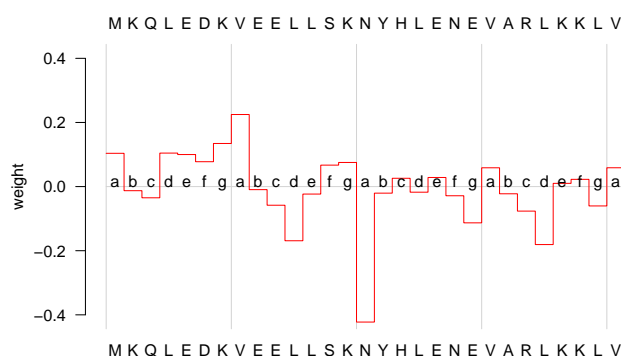 M K Q L E D K V E E L L S K N Y H L E N E V A R L K K L V
0.4
0.2
0.0
−0.2
−0.4
weight
a b c d e f g a b c d e f g a b c d e f g a b c d e f g a
M K Q L E D K V E E L L S K N Y H L E N E V A R L K K L V